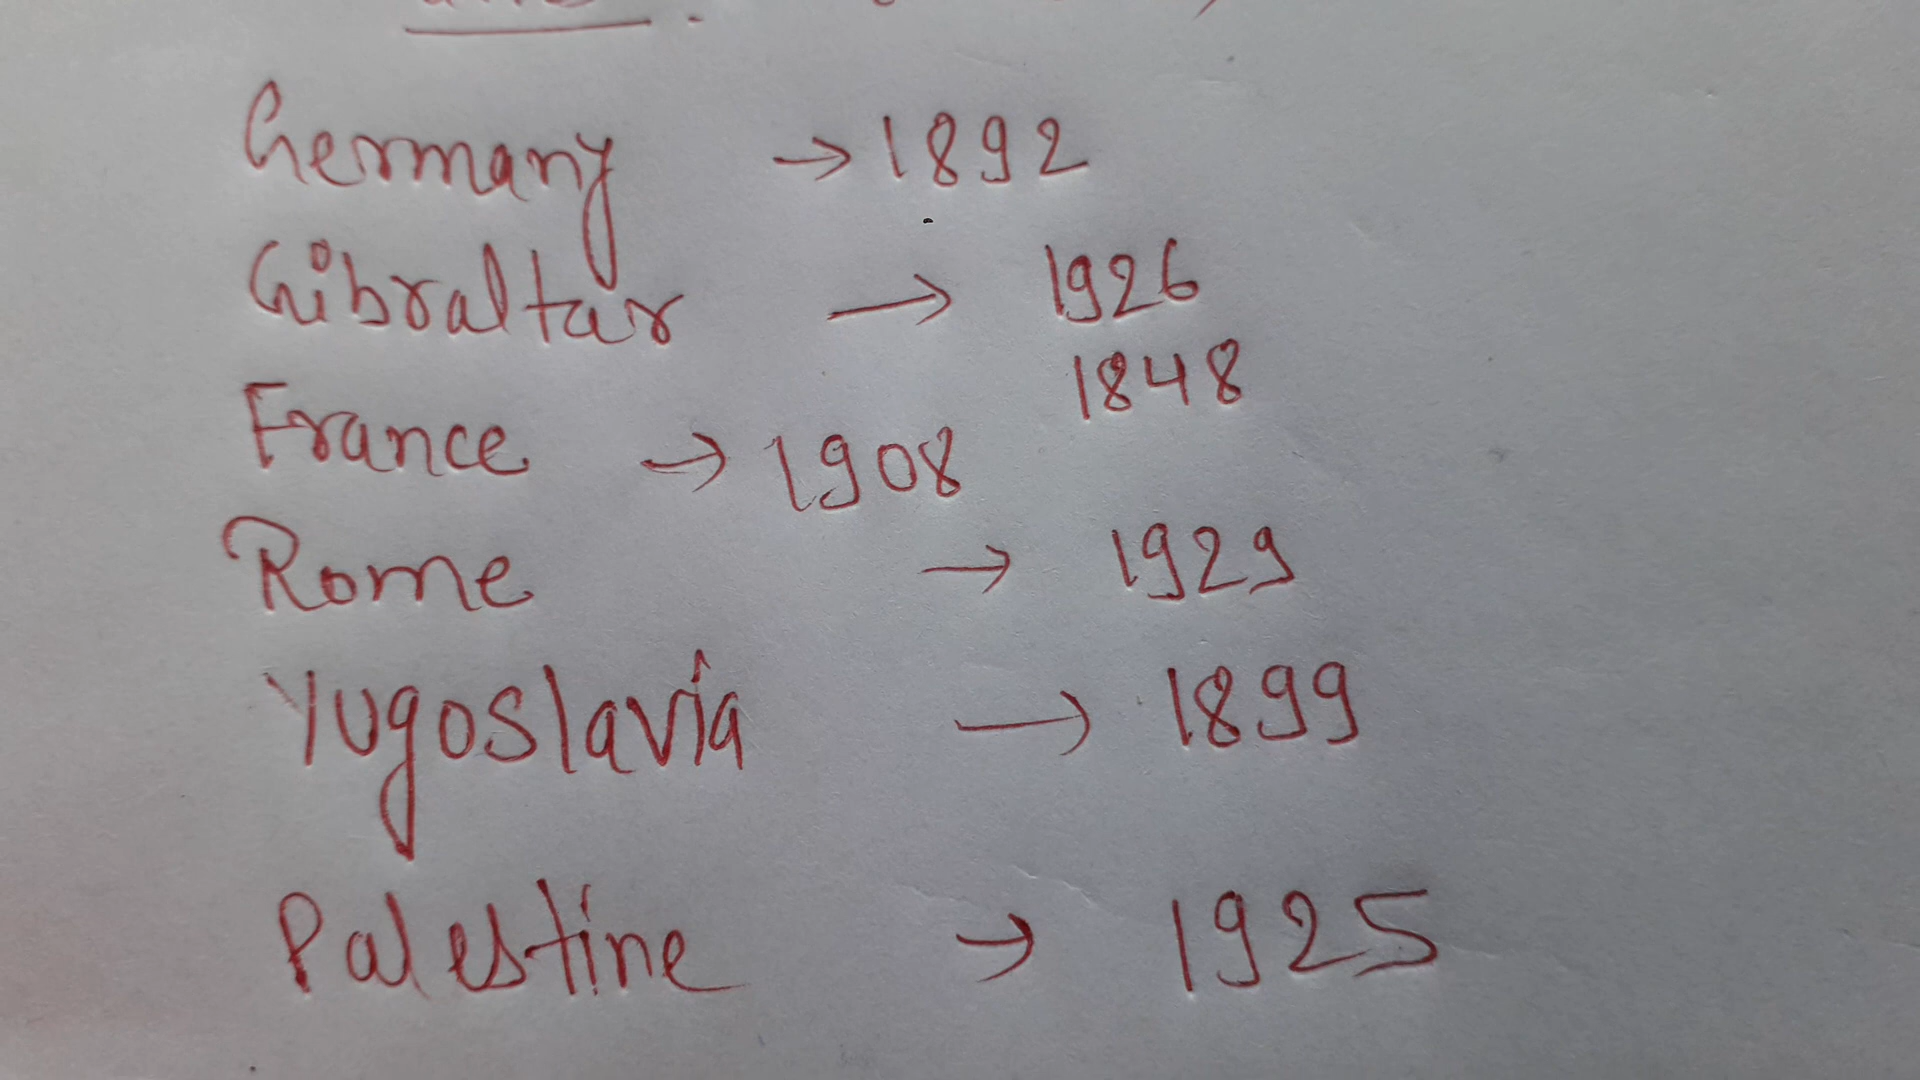 Germany → 1892
Gibraltar → 1926
1848
France → 1908
Rome → 1929
Yugoslavia → 1899
Palestine → 1925